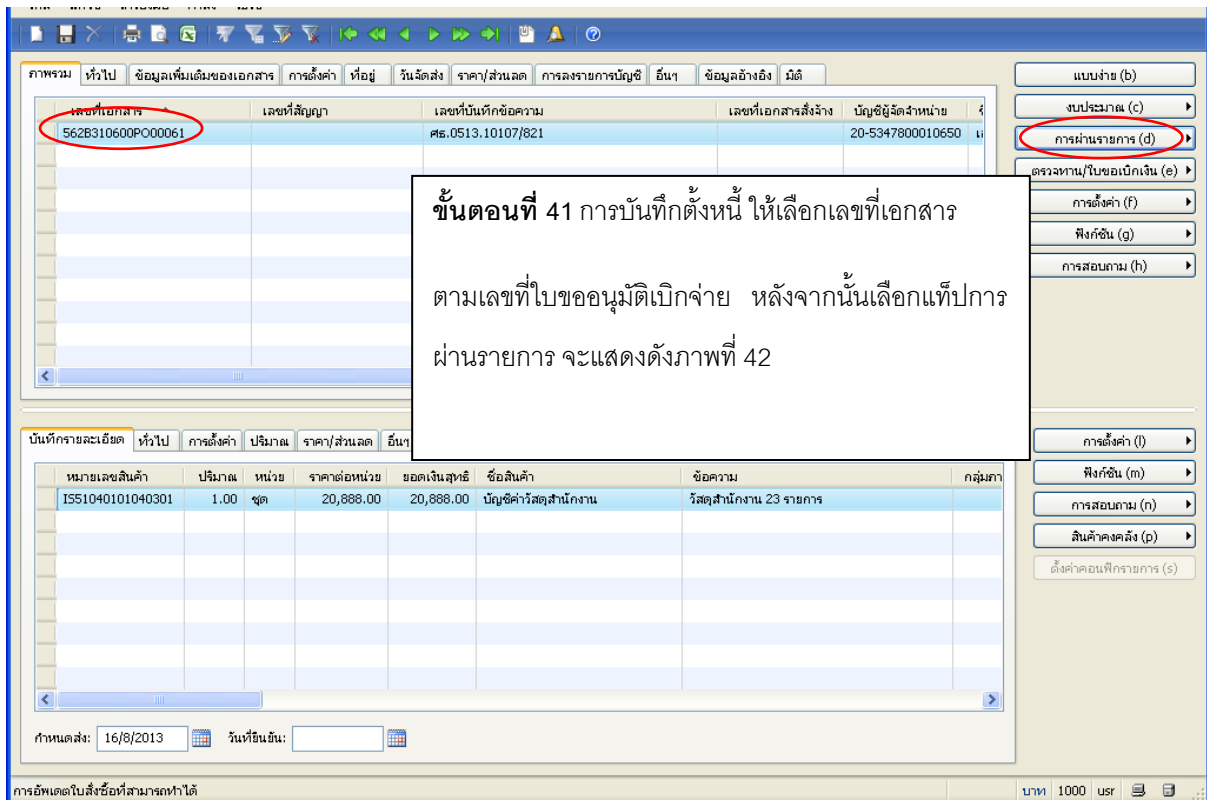 ภาพรวม ทั่วไป ข้อมูลเพิ่มเติมของเอกสาร การตั้งค่า ที่อยู่ วันจัดส่ง ราคา/ส่วนลด การลงรายการบัญชี อื่นๆ ข้อมูลอ้างอิง มิติ
แบบง่าย (b)
งบประมาณ (c)
การผ่านรายการ (d)
ตรวจทาน/ใบขอเบิกเงิน (e)
การตั้งค่า (f)
ฟังก์ชัน (g)
การสอบถาม (h)
เลขที่เอกสาร เลขที่สัญญา เลขที่บันทึกข้อความ เลขที่เอกสารสั่งจ้าง บัญชีผู้จัดจำหน่าย
562B310600PO00061 ศธ.0513.10107/821 20-5347800010650
ขั้นตอนที่ 41 การบันทึกตั้งหนี้ ให้เลือกเลขที่เอกสาร
ตามเลขที่ใบขออนุมัติเบิกจ่าย หลังจากนั้นเลือกแท็ปการ
ผ่านรายการ จะแสดงดังภาพที่ 42
บันทึกรายละเอียด ทั่วไป การตั้งค่า ปริมาณ ราคา/ส่วนลด อื่นๆ
หมายเลขสินค้า ปริมาณ หน่วย ราคาต่อหน่วย ยอดเงินสุทธิ ชื่อสินค้า ข้อความ กลุ่มภา
IS51040101040301 1.00 ชุด 20,888.00 20,888.00 บัญชีค่าวัสดุสำนักงาน วัสดุสำนักงาน 23 รายการ
การตั้งค่า (l)
ฟังก์ชัน (m)
การสอบถาม (n)
สินค้าคงคลัง (p)
ตั้งค่าคอนฟิกรายการ (s)
กำหนดส่ง: 16/8/2013 วันที่ยืนยัน:
การอัพเดตใบสั่งซื้อที่สามารถทำได้ บาท 1000 usr